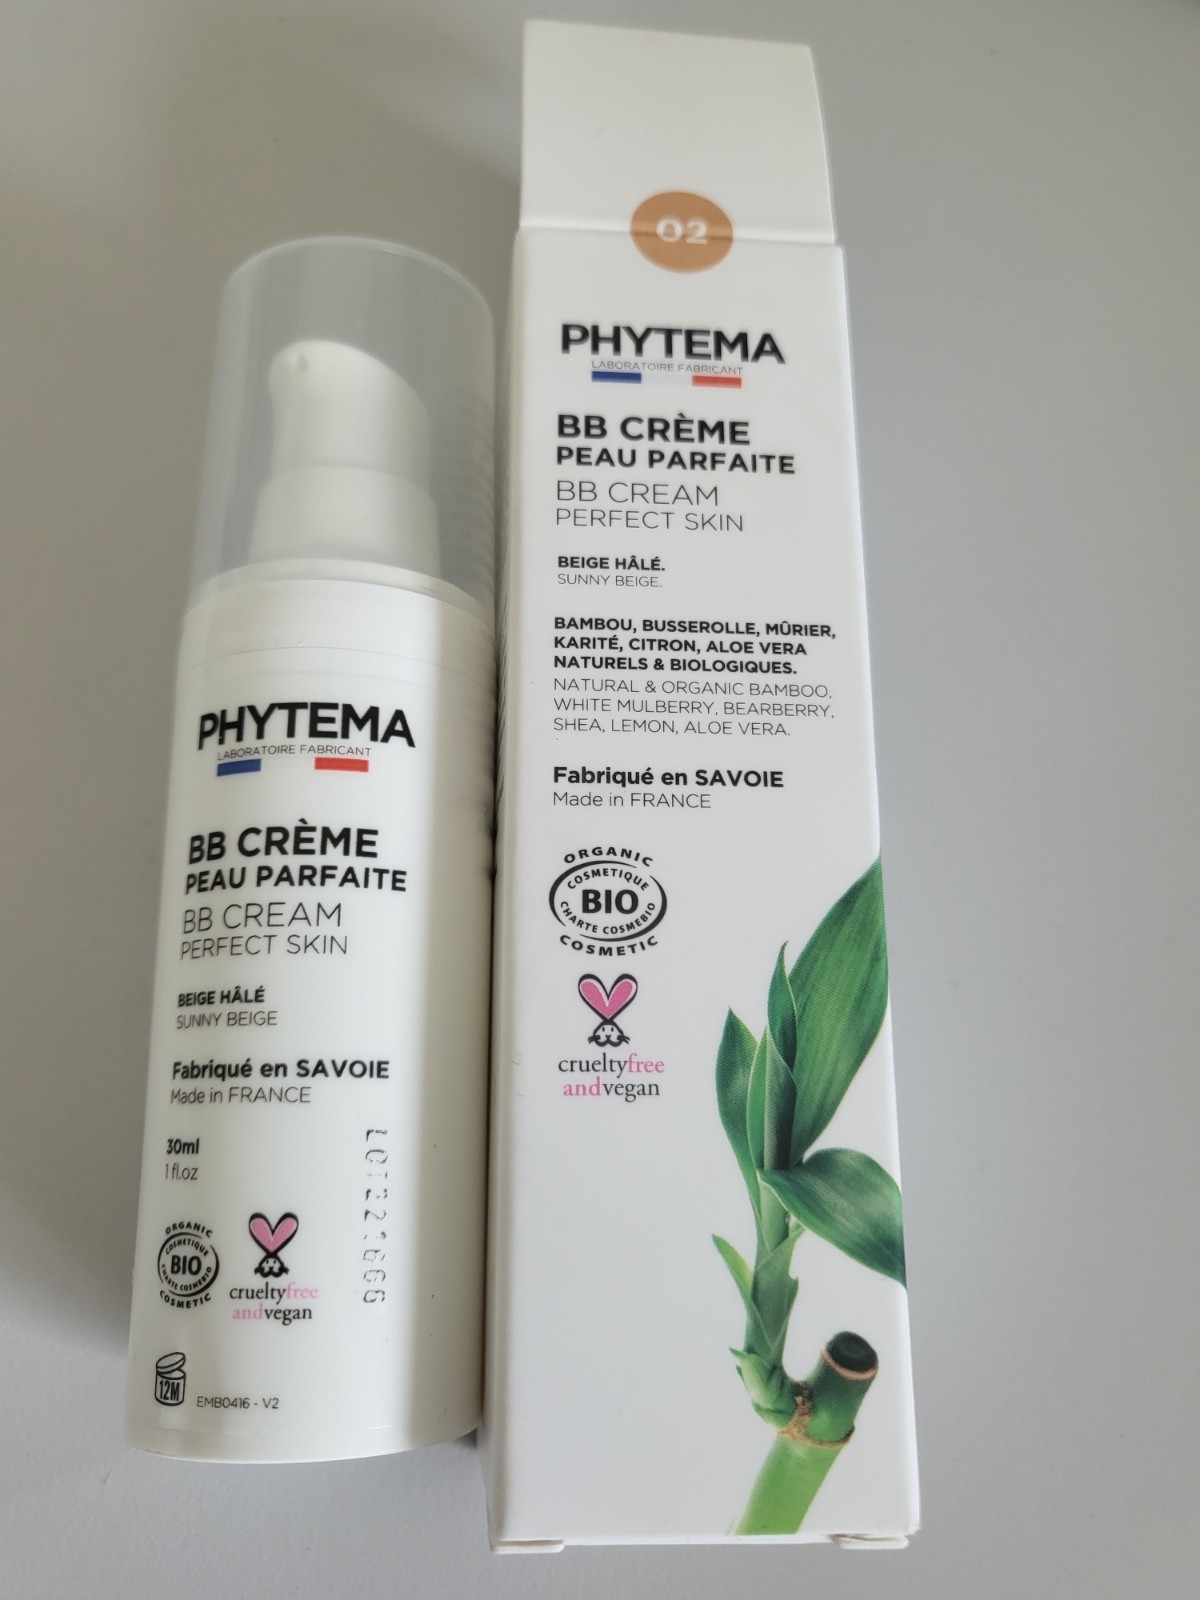 02
PHYTEMA
LABORATOIRE FABRICANT
BB CRÈME
PEAU PARFAITE
BB CREAM
PERFECT SKIN
BEIGE HÂLÉ.
SUNNY BEIGE.
BAMBOU, BUSSEROLLE, MÛRIER,
KARITÉ, CITRON, ALOE VERA
NATURELS & BIOLOGIQUES.
NATURAL & ORGANIC BAMBOO,
WHITE MULBERRY, BEARBERRY,
SHEA, LEMON, ALOE VERA.
Fabriqué en SAVOIE
Made in FRANCE
ORGANIC
COSMETIQUE
BIO
CHARTE COSMEBIO
COSMETIC
crueltyfree
andvegan
PHYTEMA
LABORATOIRE FABRICANT
BB CRÈME
PEAU PARFAITE
BB CREAM
PERFECT SKIN
BEIGE HÂLÉ
SUNNY BEIGE
Fabriqué en SAVOIE
Made in FRANCE
30ml
1 fl.oz
ORGANIC
COSMETIQUE
BIO
CHARTE COSMEBIO
COSMETIC
crueltyfree
andvegan
12M
EMB0416 - V2